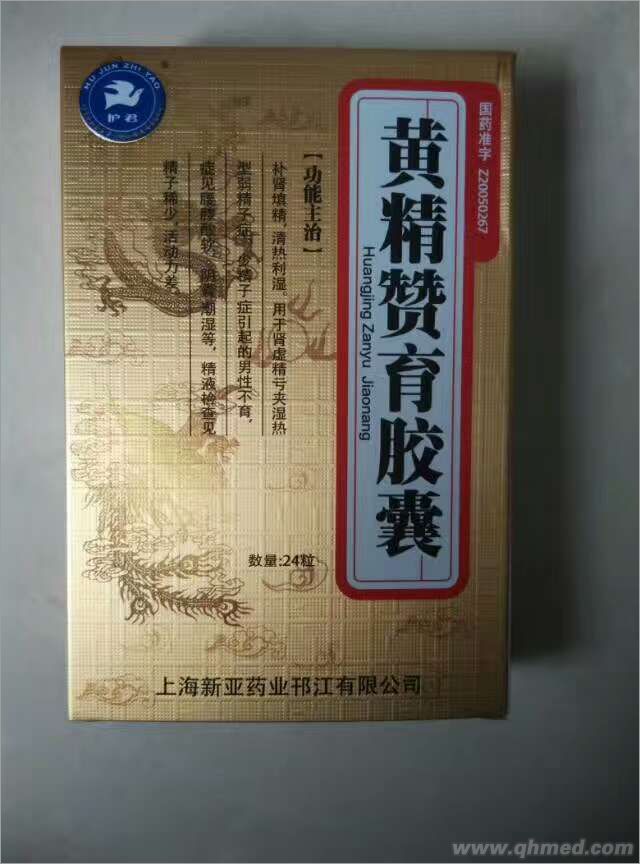 HU JUN ZHI YAO
护君
国药准字 Z20050267
黄精赞育胶囊
Huangjing Zanyu Jiaonang
【功能主治】
补肾填精，清热利湿。用于肾虚精亏夹湿热
型弱精子症、少精子症引起的男性不育，
症见腰膝酸软，阴囊潮湿等，精液检查见
精子稀少，活动力差。
数量:24粒
上海新亚药业邗江有限公司
www.qhmed.com